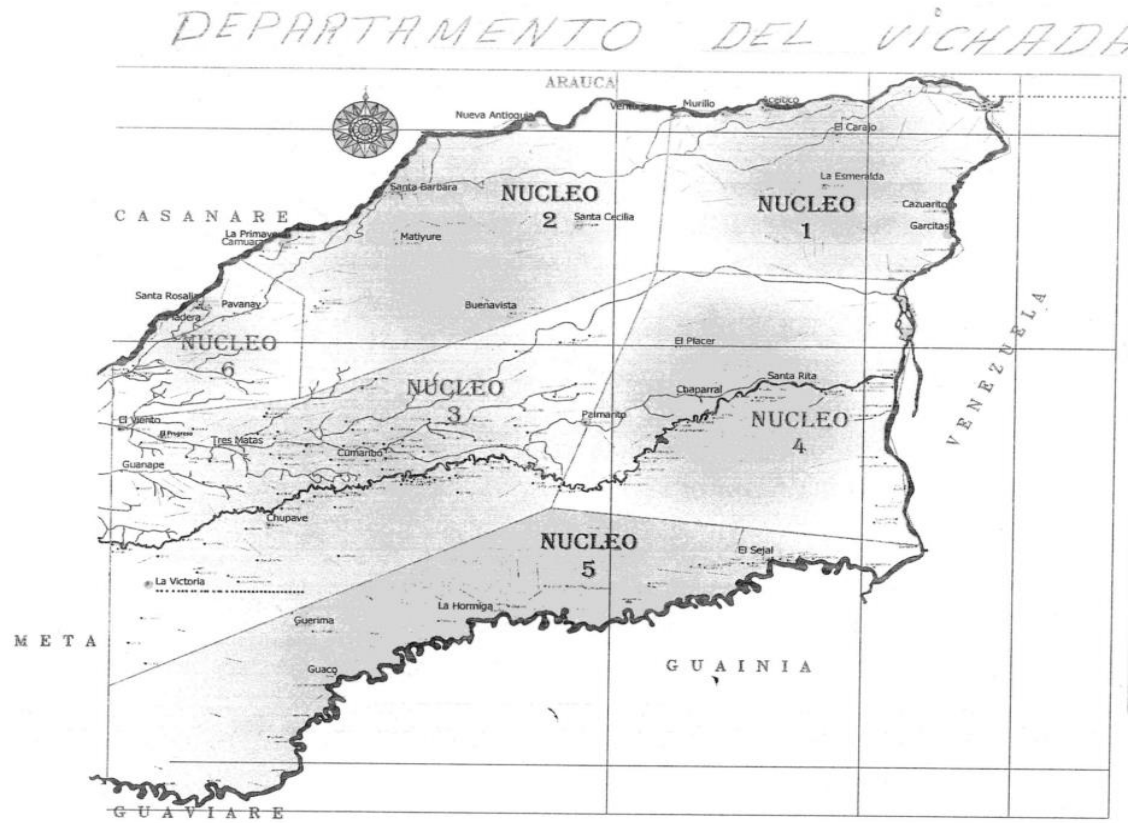 DEPARTAMENTO DEL VICHADA
ARAUCA
Nueva Antioquia
Murillo
Aceitico
El Carajo
Santa Barbara
NUCLEO
2
La Esmeralda
CASANARE
NUCLEO
1
Cazuarito
Santa Cecilia
Garcitas
La Primavera
Camuara
Matiyure
Santa Rosalia
Pavanay
Buenavista
VENEZUELA
NUCLEO
6
El Placer
Santa Rita
NUCLEO
3
Chaparral
El Viento
Palmarito
NUCLEO
4
El Progreso
Tres Matas
Cumaribo
Guanape
Chupave
NUCLEO
5
El Sejal
La Victoria
La Hormiga
Guerima
META
GUAINIA
Guaco
GUAVIARE